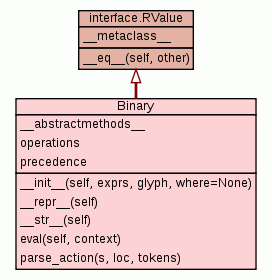 interface.RValue
__metaclass__
__eq__(self, other)
Binary
__abstractmethods__
operations
precedence
__init__(self, exprs, glyph, where=None)
__repr__(self)
__str__(self)
eval(self, context)
parse_action(s, loc, tokens)